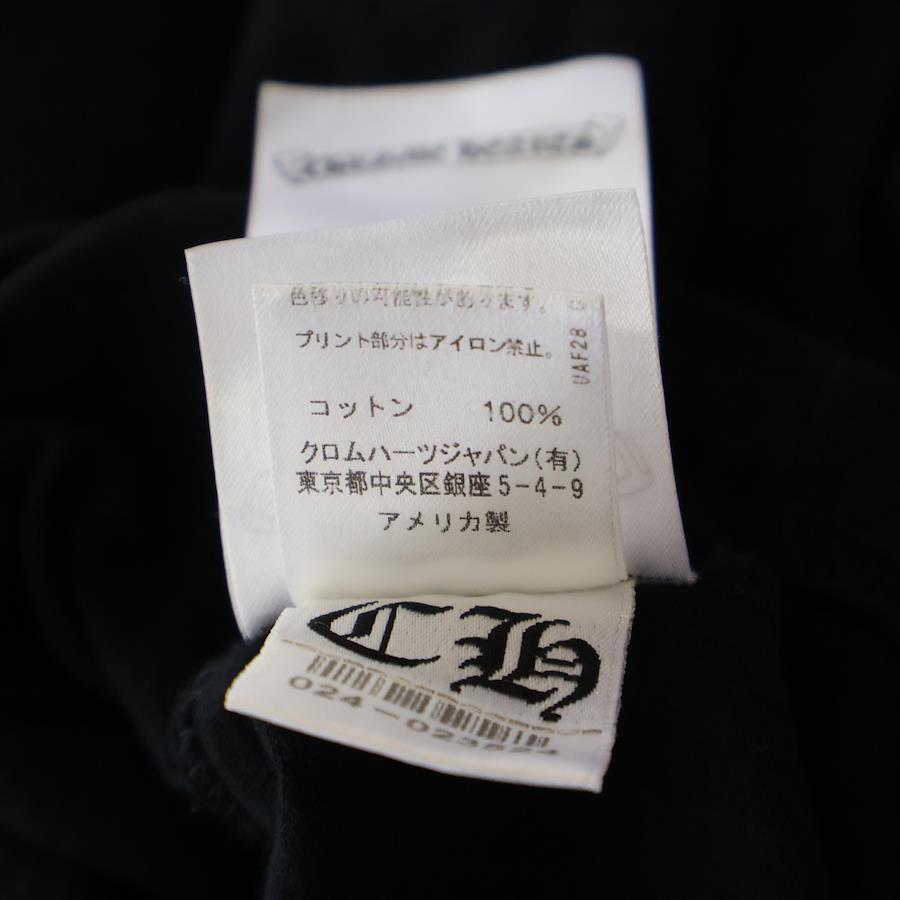 CHROME HEARTS
色移りの可能性があります。
プリント部分はアイロン禁止。
UAF28
コットン 100%
クロムハーツジャパン(有)
東京都中央区銀座5-4-9
アメリカ製
024-023524